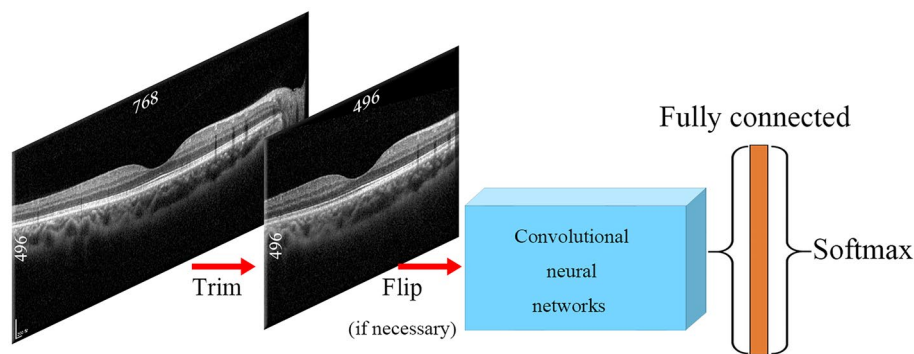 768
496
Trim
496
496
Flip
(if necessary)
Convolutional
neural
networks
Fully connected
Softmax